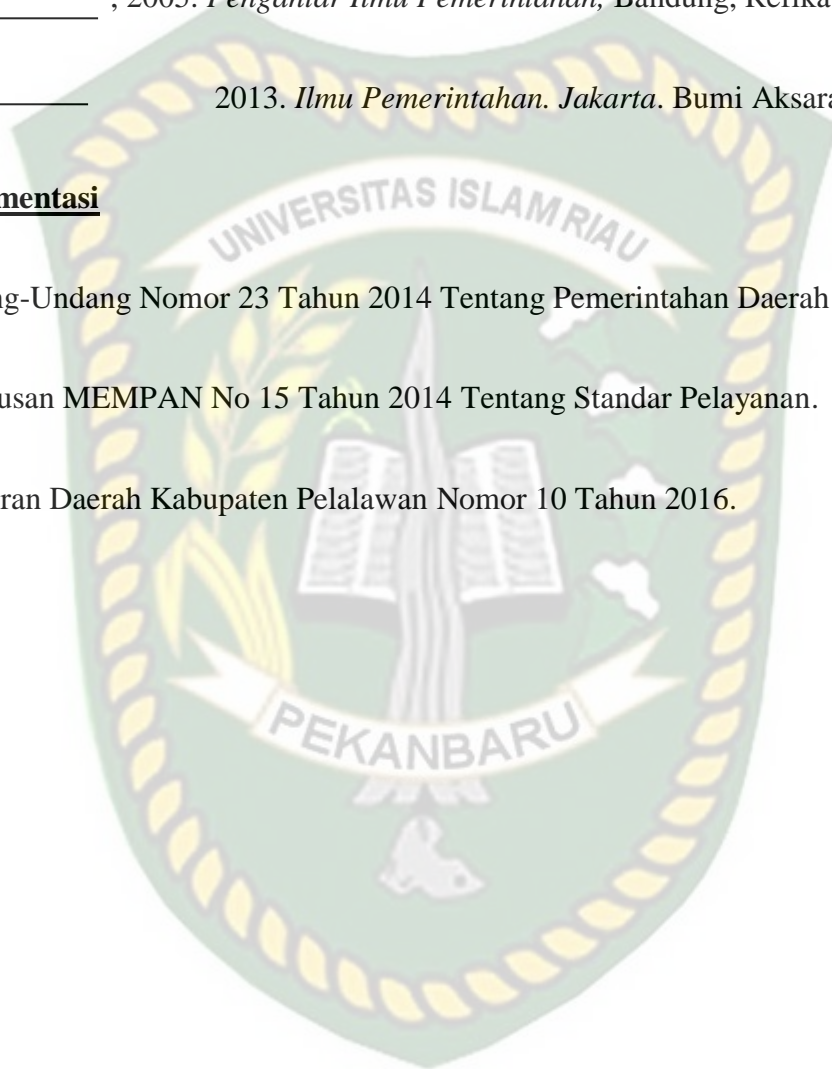 , 2005. Pengantar Ilmu Pemerintahan, Bandung, Refika
2013. Ilmu Pemerintahan. Jakarta. Bumi Aksara
mentasi
ng-Undang Nomor 23 Tahun 2014 Tentang Pemerintahan Daerah
usan MEMPAN No 15 Tahun 2014 Tentang Standar Pelayanan.
ran Daerah Kabupaten Pelalawan Nomor 10 Tahun 2016.
UNIVERSITAS ISLAM RIAU
PEKANBARU